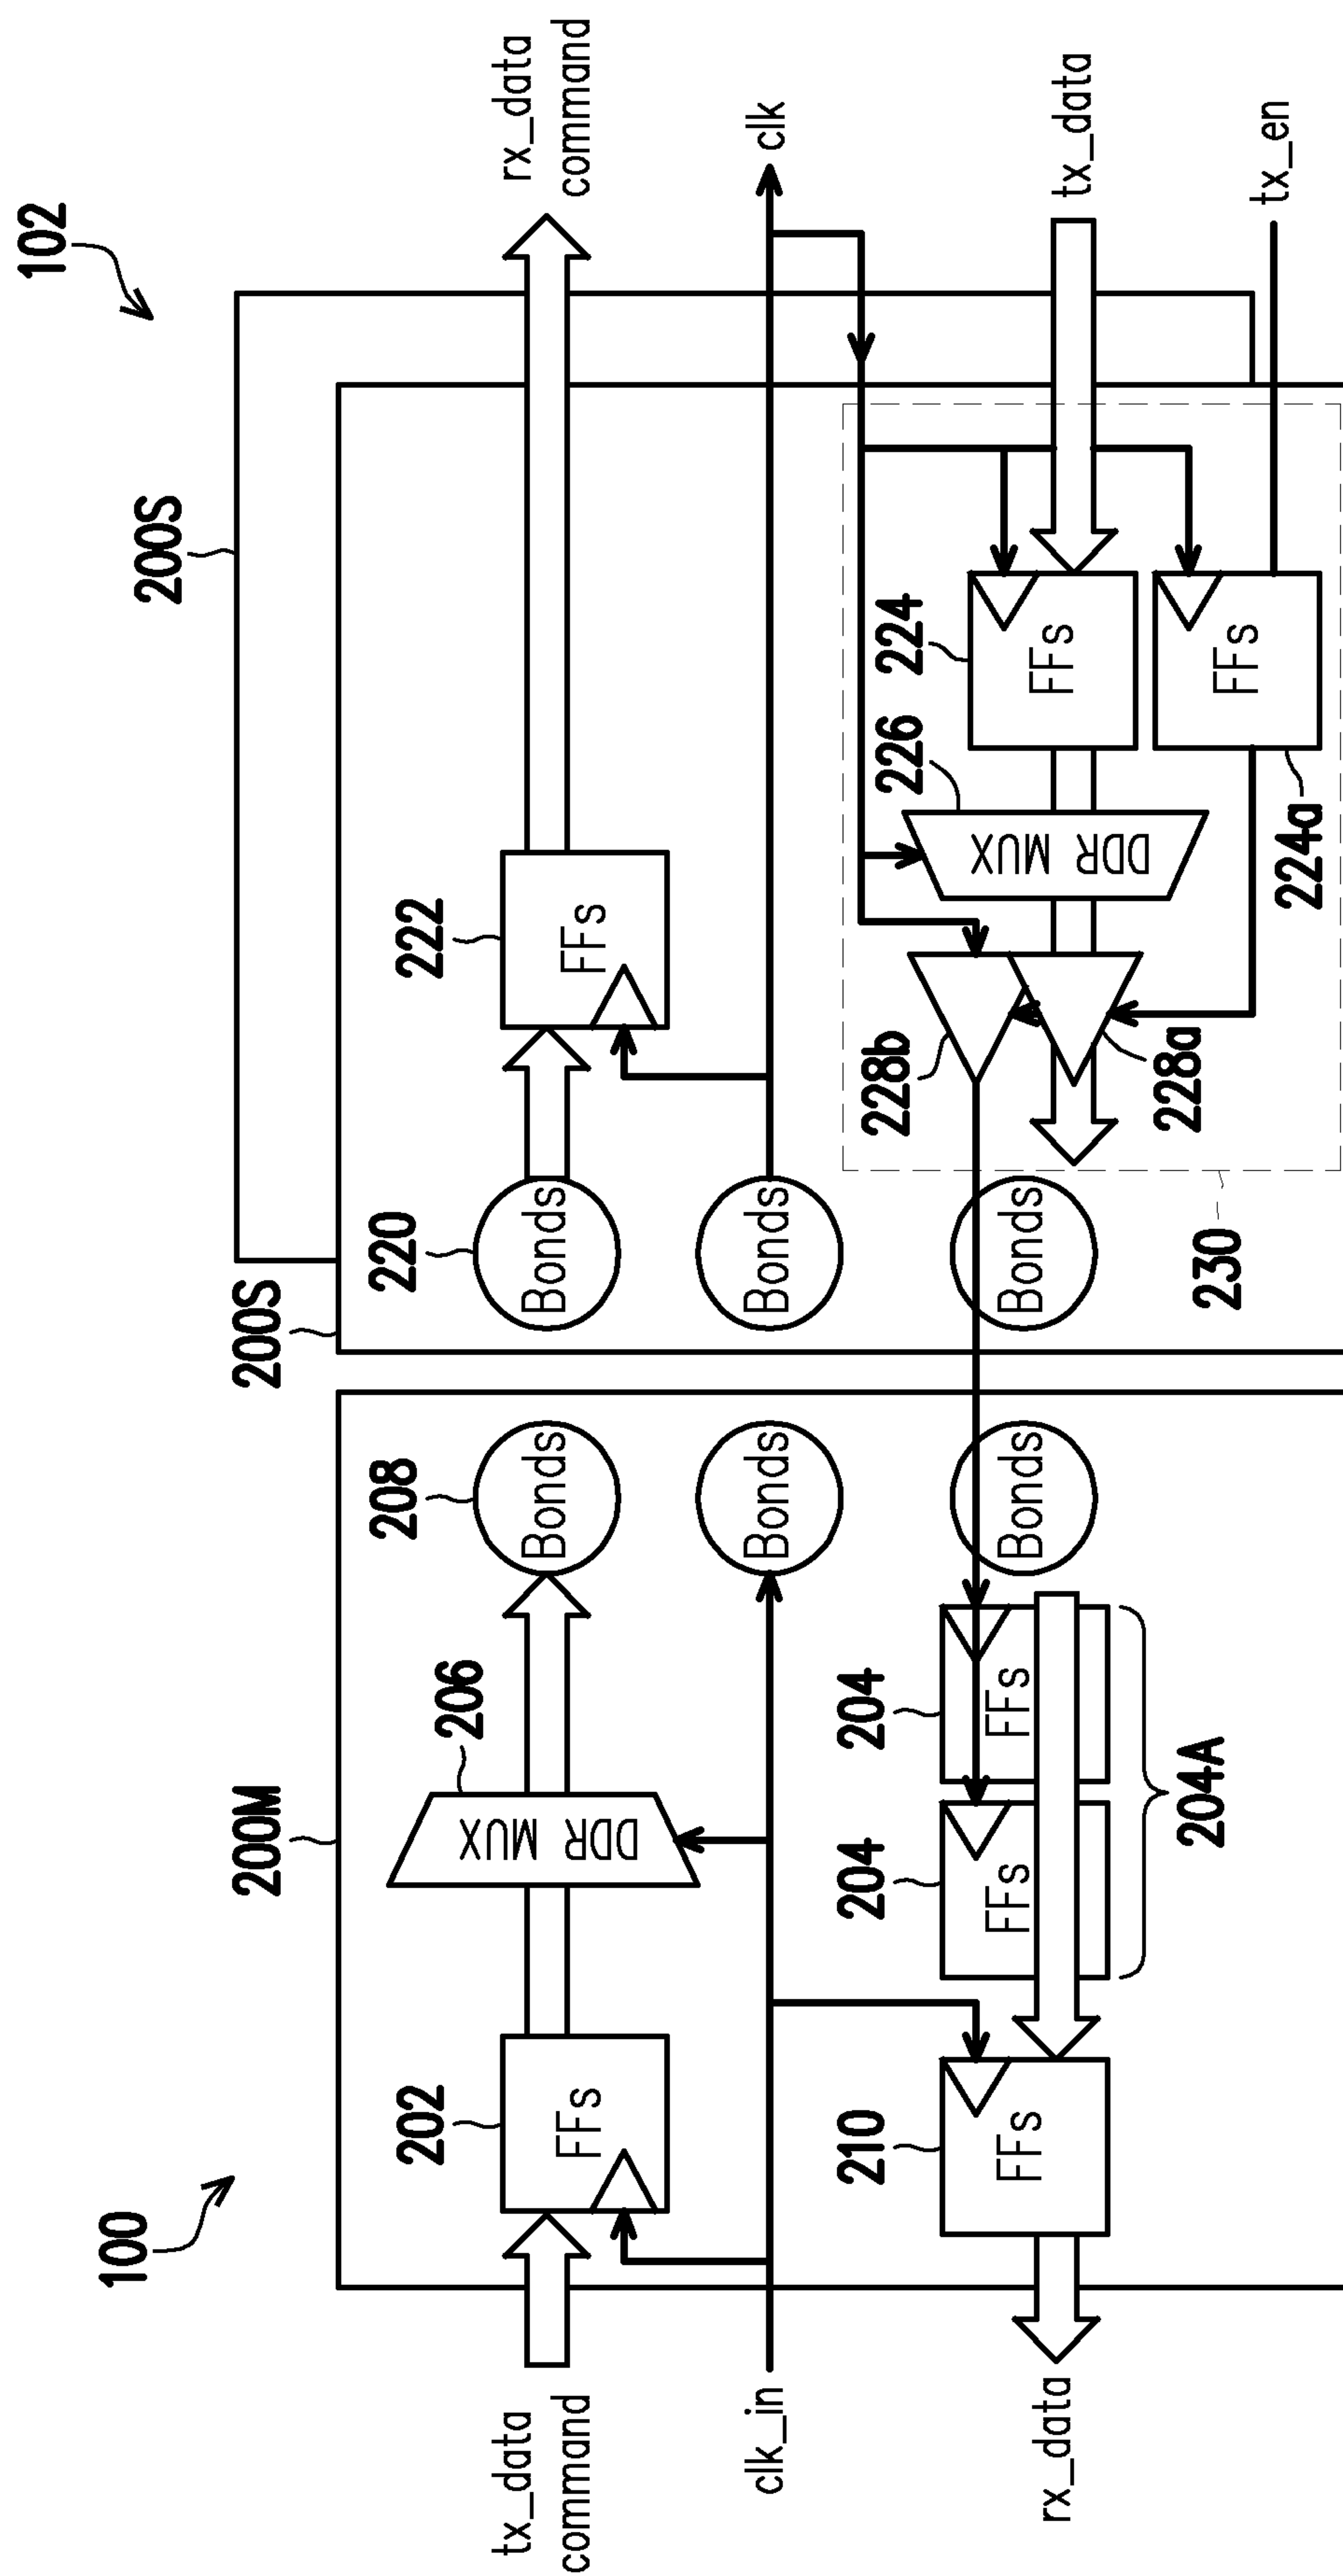 100
102
200M
200S
200S
tx_data
command
202
FFs
206
DDR MUX
208
Bonds
220
Bonds
222
FFs
rx_data
command
clk_in
Bonds
Bonds
clk
rx_data
210
FFs
204
FFs
204
FFs
204A
Bonds
Bonds
228b
228a
226
DDR MUX
224
FFs
tx_data
224a
FFs
tx_en
230